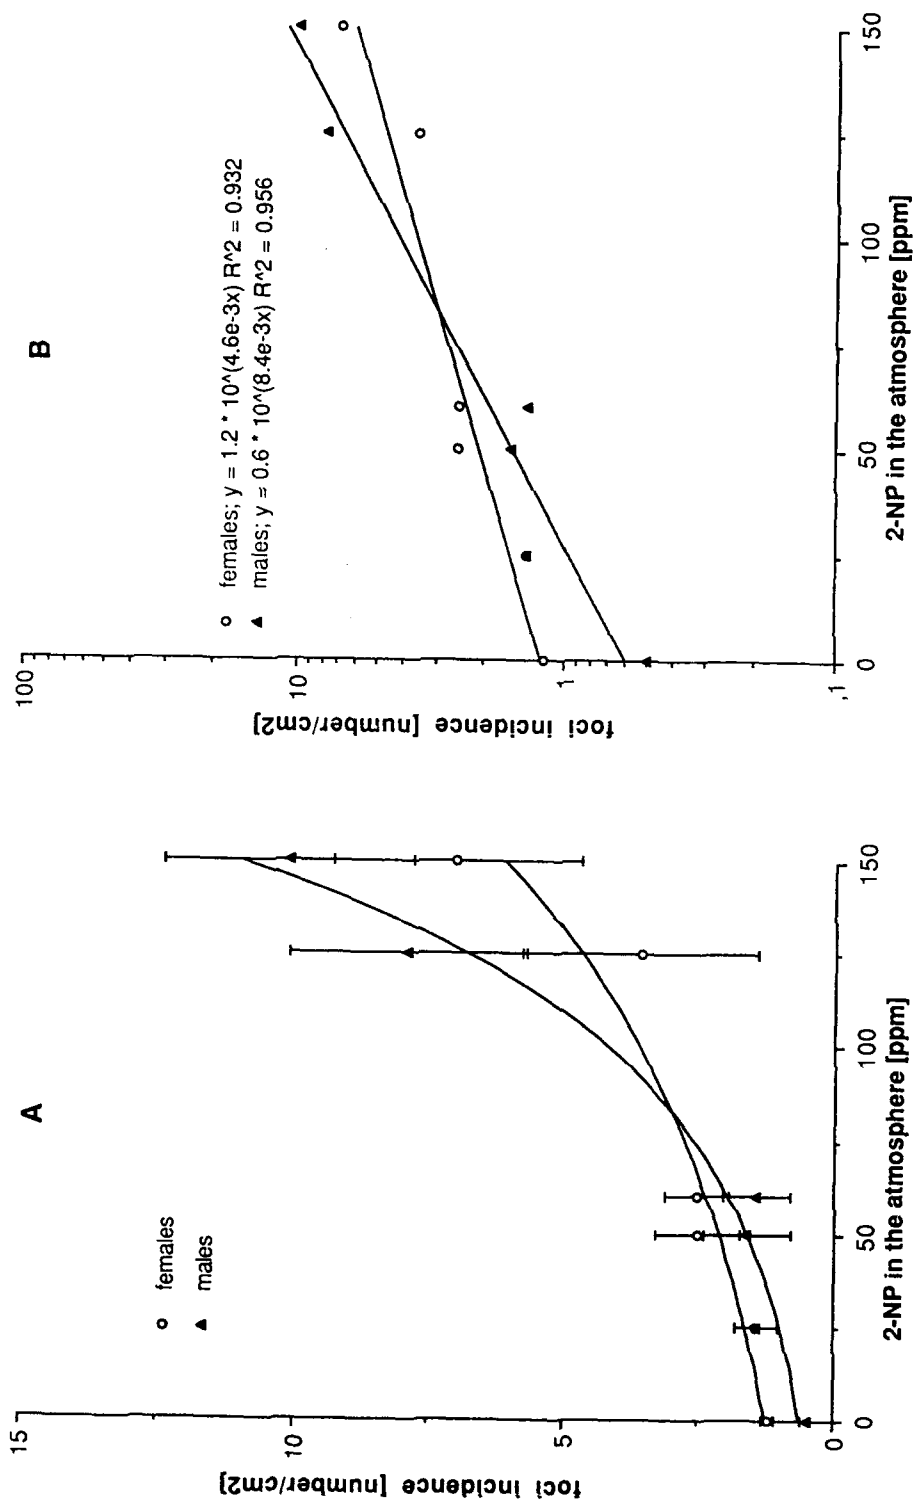 A
females
males
15
10
5
0
foci incidence [number/cm2]
0
50
100
150
2-NP in the atmosphere [ppm]
B
females; y = 1.2 * 10^(4.6e-3x) R^2 = 0.932
males; y = 0.6 * 10^(8.4e-3x) R^2 = 0.956
100
10
1
,1
foci incidence [number/cm2]
0
50
100
150
2-NP in the atmosphere [ppm]